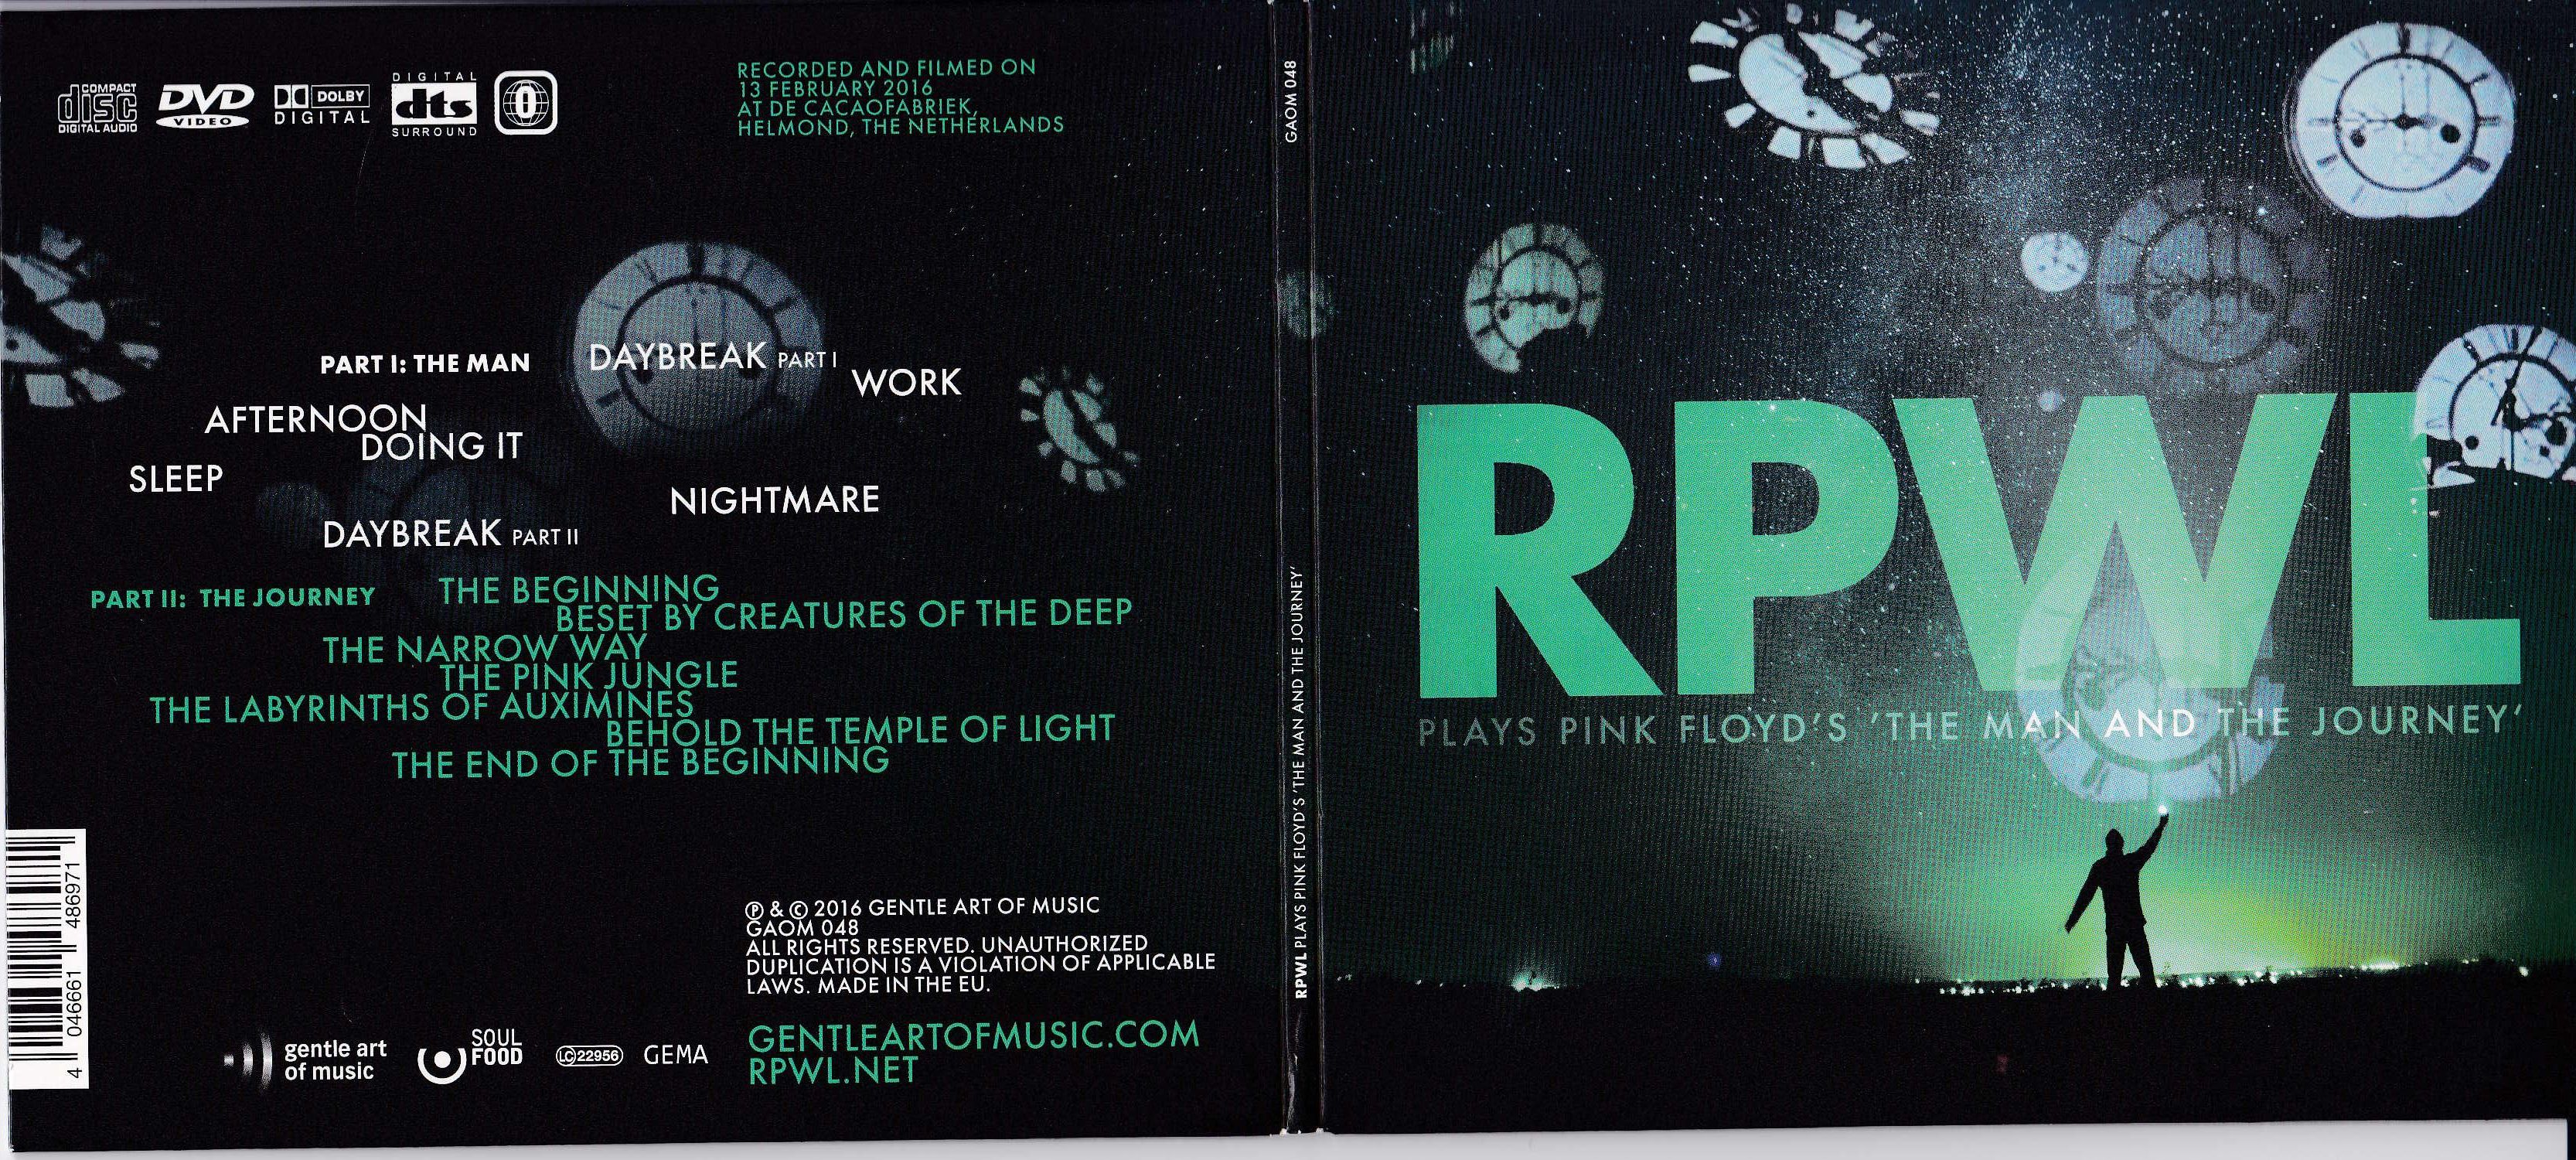 COMPACT
disc
DIGITAL AUDIO
DVD
VIDEO
DOLBY
DIGITAL
DIGITAL
dts
SURROUND
0
RECORDED AND FILMED ON
13 FEBRUARY 2016
AT DE CACAOFABRIEK,
HELMOND, THE NETHERLANDS
PART I: THE MAN
DAYBREAK PART I
WORK
AFTERNOON
DOING IT
SLEEP
NIGHTMARE
DAYBREAK PART II
PART II: THE JOURNEY
THE BEGINNING
BESET BY CREATURES OF THE DEEP
THE NARROW WAY
THE PINK JUNGLE
THE LABYRINTHS OF AUXIMINES
BEHOLD THE TEMPLE OF LIGHT
THE END OF THE BEGINNING
4 046661 486971
℗ & © 2016 GENTLE ART OF MUSIC
GAOM 048
ALL RIGHTS RESERVED. UNAUTHORIZED
DUPLICATION IS A VIOLATION OF APPLICABLE
LAWS. MADE IN THE EU.
gentle art
of music
SOUL
FOOD
LC 22956
GEMA
GENTLEARTOFMUSIC.COM
RPWL.NET
GAOM 048
RPWL PLAYS PINK FLOYD'S 'THE MAN AND THE JOURNEY'
RPWL
PLAYS PINK FLOYD'S 'THE MAN AND THE JOURNEY'